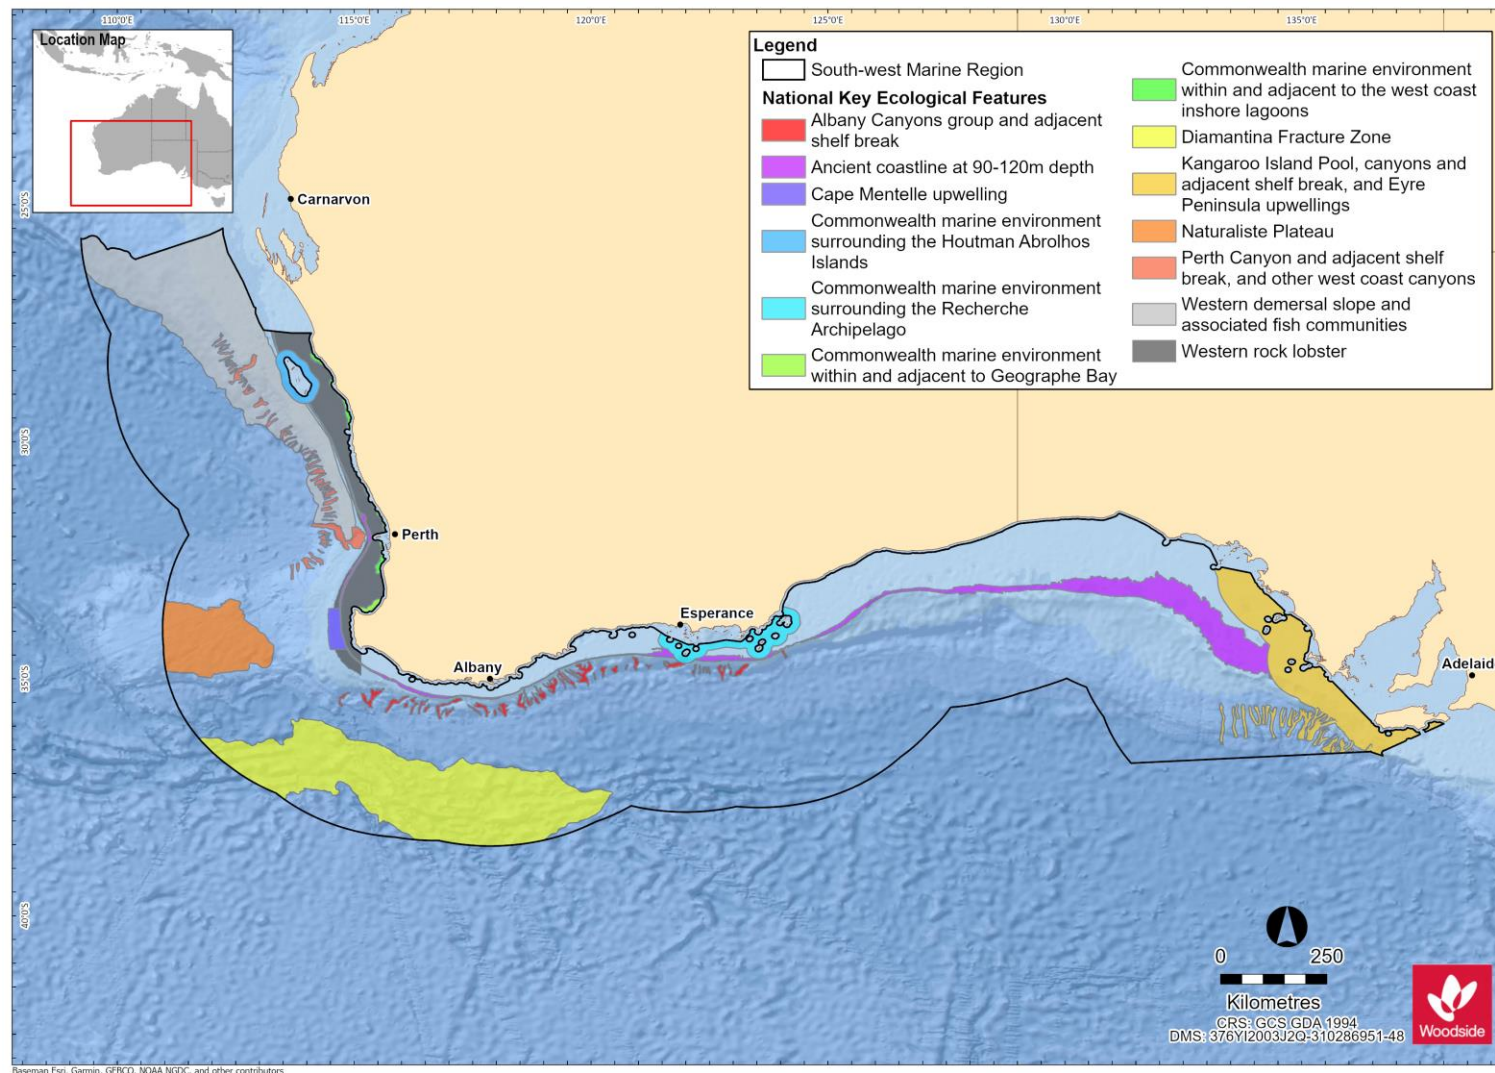 110°0'E
115°0'E
120°0'E
125°0'E
130°0'E
135°0'E
Location Map
Legend
South-west Marine Region
National Key Ecological Features
Albany Canyons group and adjacent
shelf break
Ancient coastline at 90-120m depth
Cape Mentelle upwelling
Commonwealth marine environment
surrounding the Houtman Abrolhos
Islands
Commonwealth marine environment
surrounding the Recherche
Archipelago
Commonwealth marine environment
within and adjacent to Geographe Bay
Commonwealth marine environment
within and adjacent to the west coast
inshore lagoons
Diamantina Fracture Zone
Kangaroo Island Pool, canyons and
adjacent shelf break, and Eyre
Peninsula upwellings
Naturaliste Plateau
Perth Canyon and adjacent shelf
break, and other west coast canyons
Western demersal slope and
associated fish communities
Western rock lobster
25°0'S
Carnarvon
30°0'S
Perth
Esperance
Albany
35°0'S
Adelaid
40°0'S
0 250
Kilometres
CRS: GCS GDA 1994
DMS: 376YI2003J2Q-310286951-48
Woodside
Basemap Esri, Garmin, GEBCO, NOAA NGDC, and other contributors